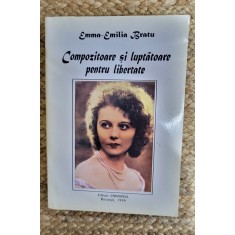 Emma-Emilia Bratu
Compozitoare și luptătoare
pentru libertate